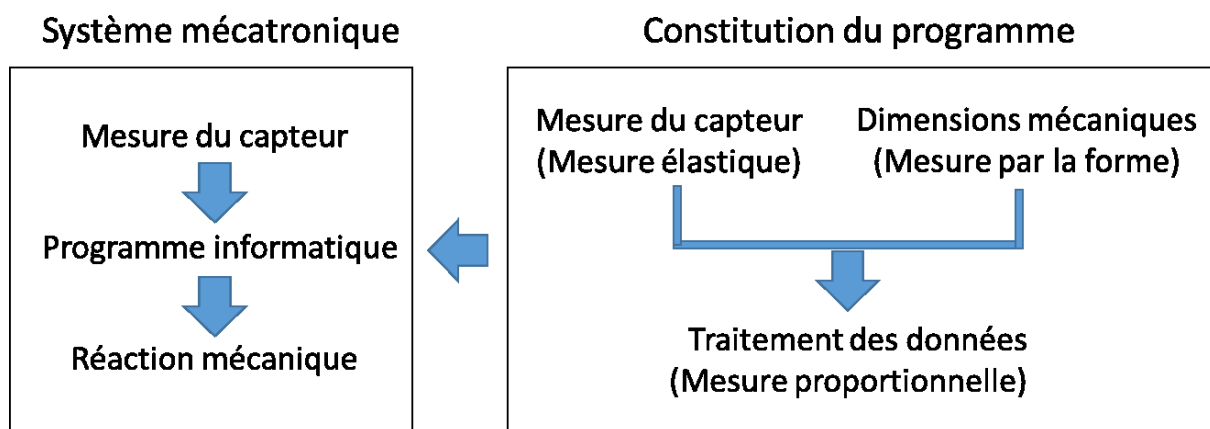 Système mécatronique
Mesure du capteur
Programme informatique
Réaction mécanique
Constitution du programme
Mesure du capteur
(Mesure élastique)
Dimensions mécaniques
(Mesure par la forme)
Traitement des données
(Mesure proportionnelle)